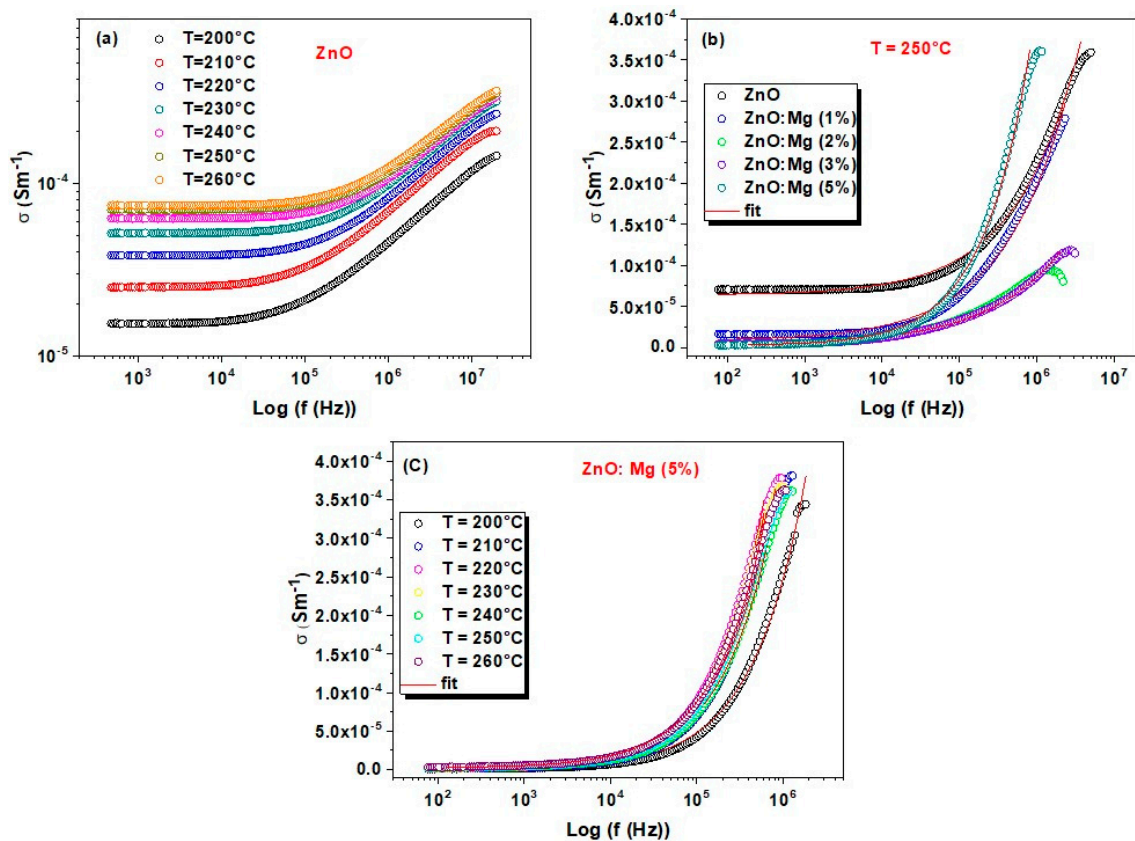 (a)
ZnO
T=200°C
T=210°C
T=220°C
T=230°C
T=240°C
T=250°C
T=260°C
10⁻⁴
10⁻⁵
σ (Sm⁻¹)
10³ 10⁴ 10⁵ 10⁶ 10⁷
Log (f (Hz))
(b)
T = 250°C
ZnO
ZnO:Mg (1%)
ZnO:Mg (2%)
ZnO:Mg (3%)
ZnO:Mg (5%)
fit
4.0x10⁻⁴
3.5x10⁻⁴
3.0x10⁻⁴
2.5x10⁻⁴
2.0x10⁻⁴
1.5x10⁻⁴
1.0x10⁻⁴
5.0x10⁻⁵
0.0
σ (Sm⁻¹)
10² 10³ 10⁴ 10⁵ 10⁶ 10⁷
Log (f (Hz))
(C)
ZnO: Mg (5%)
T = 200°C
T = 210°C
T = 220°C
T = 230°C
T = 240°C
T = 250°C
T = 260°C
fit
4.0x10⁻⁴
3.5x10⁻⁴
3.0x10⁻⁴
2.5x10⁻⁴
2.0x10⁻⁴
1.5x10⁻⁴
1.0x10⁻⁴
5.0x10⁻⁵
0.0
σ (Sm⁻¹)
10² 10³ 10⁴ 10⁵ 10⁶
Log (f (Hz))